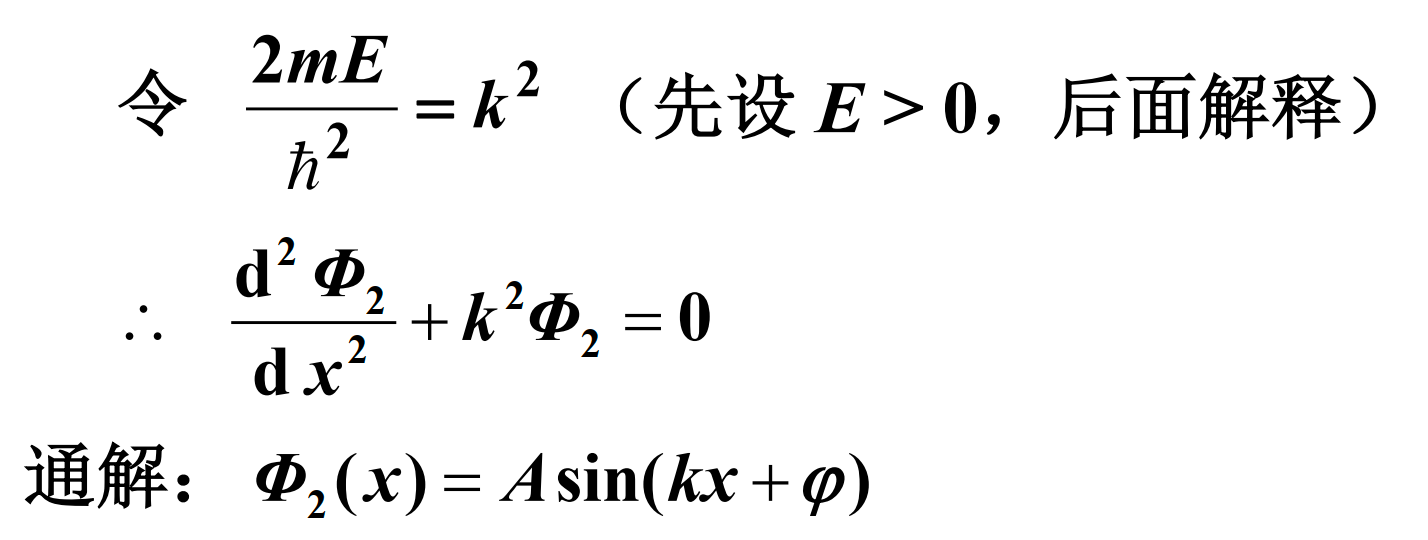 令 2mE/ħ² = k² （先设 E > 0，后面解释）
∴ d²Φ₂/dx² + k²Φ₂ = 0
通解：Φ₂(x) = A sin(kx + φ)